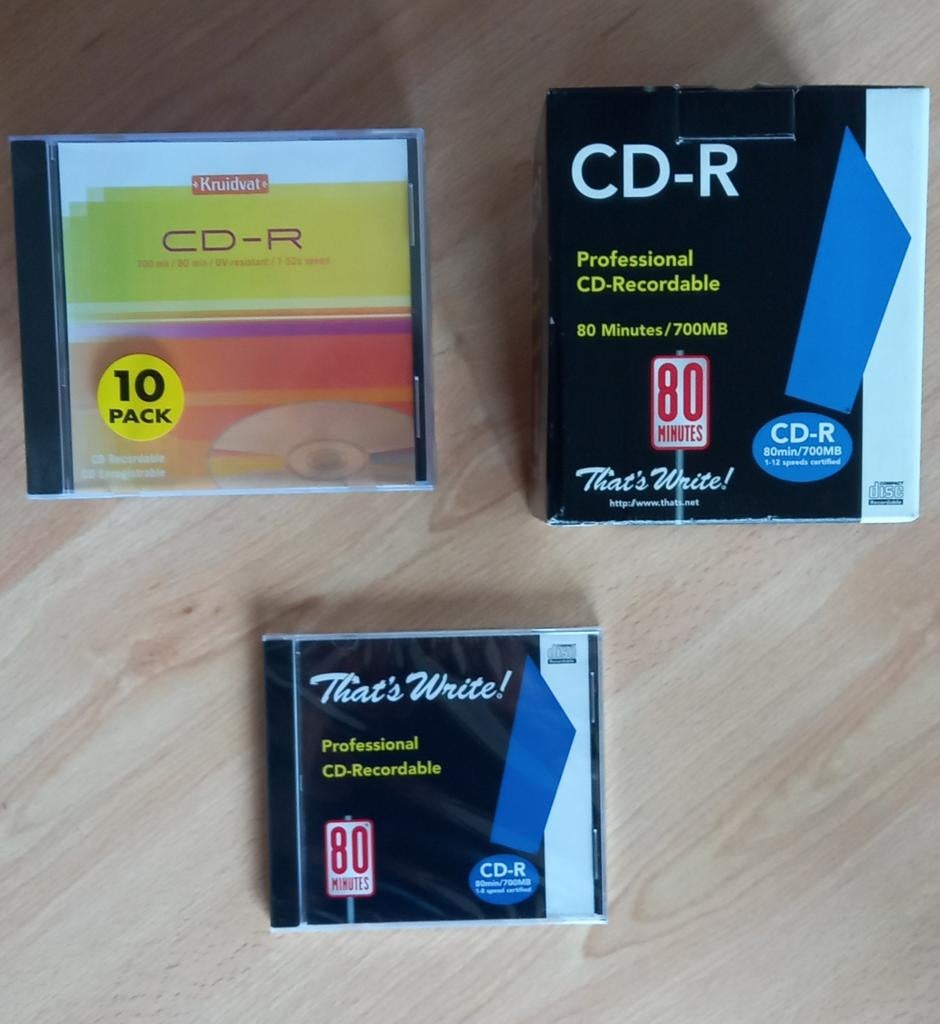 Kruidvat
CD-R
700 mb / 80 min / UV-resistant / 1-52x speed
10
PACK
CD Recordable
CD Enregistrable
CD-R
Professional
CD-Recordable
80 Minutes/700MB
80
MINUTES
CD-R
80min/700MB
1-12 speeds certified
That's Write!
http://www.thats.net
disc
Recordable
That's Write!
disc
Recordable
Professional
CD-Recordable
80
MINUTES
CD-R
80min/700MB
1-8 speed certified